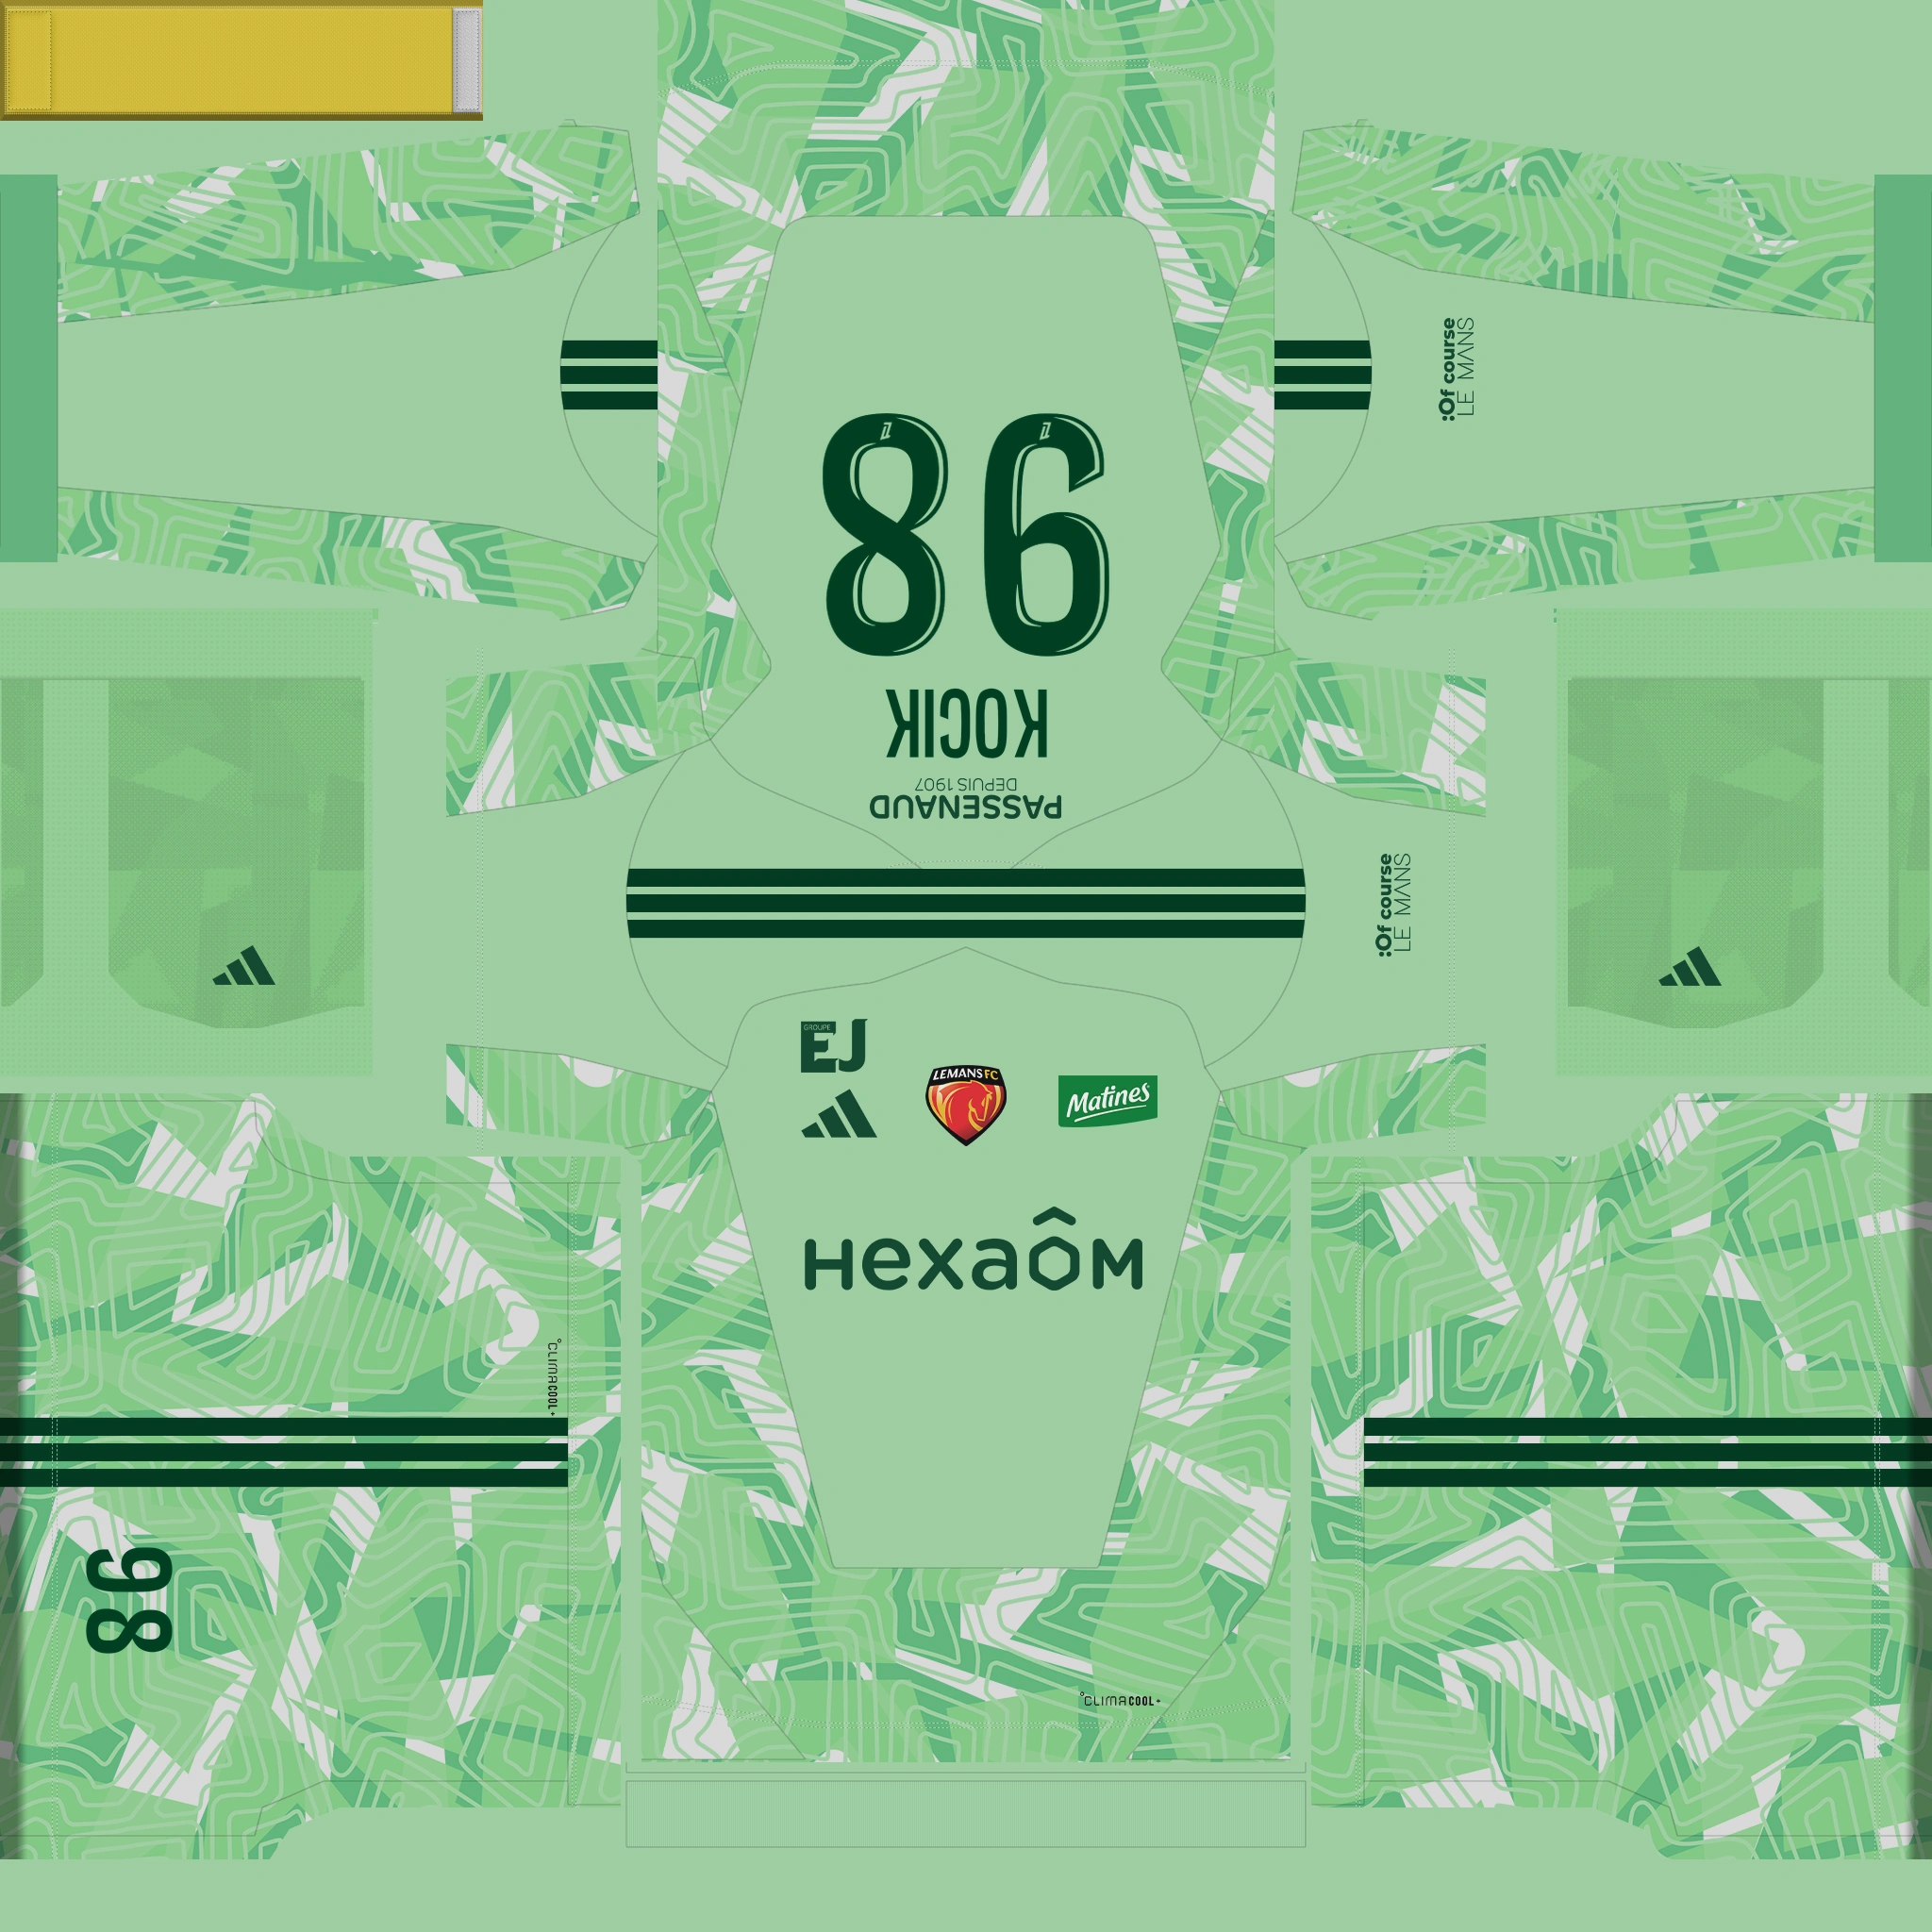 98
KOCIK
PASSENAUD
DEPUIS 1907
:Of course
LE MANS
:Of course
LE MANS
GROUPE
EJ
LEMANS FC
Matines
HexaÔM
CLIMACOOL+
98
CLIMACOOL+